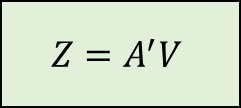 Z = A′V